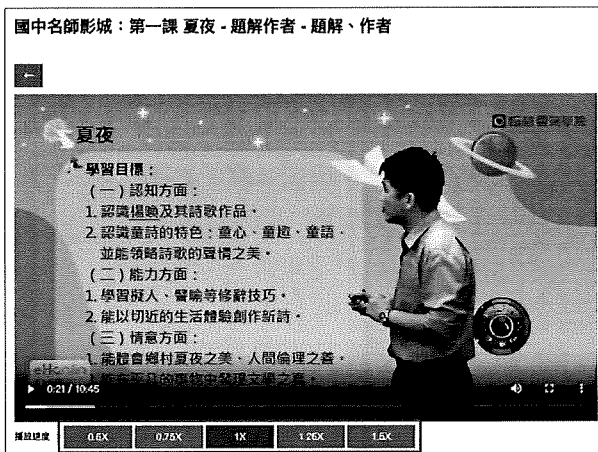 國中名師影城：第一課 夏夜 - 題解作者 - 題解、作者
←
夏夜
學習目標：
（一）認知方面：
1. 認識楊喚及其詩歌作品。
2. 認識童詩的特色：童心、童趣、童語，
並能領略詩歌的聲情之美。
（二）能力方面：
1. 學習擬人、譬喻等修辭技巧。
2. 能以切近的生活體驗創作新詩。
（三）情意方面：
1. 能體會鄉村夏夜之美、人間倫理之善。
0:21 / 10:45
播放速度
0.5X
0.75X
1X
1.25X
1.5X